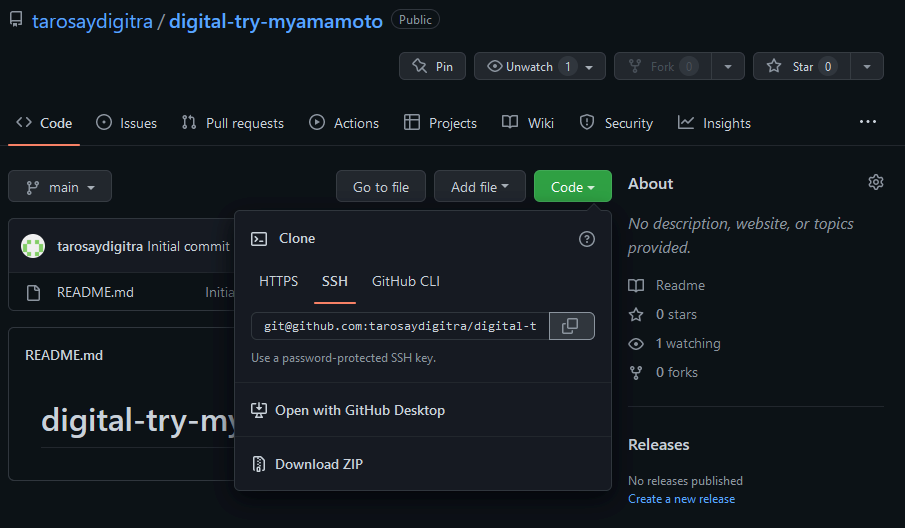 tarosaydigitra / digital-try-myamamoto Public
Pin Unwatch 1 Fork 0 Star 0
Code Issues Pull requests Actions Projects Wiki Security Insights ...
main Go to file Add file Code
About
No description, website, or topics
provided.
Readme
0 stars
1 watching
0 forks
Releases
No releases published
Create a new release
tarosaydigitra Initial commit
README.md Initia
README.md
digital-try-my
Clone
HTTPS SSH GitHub CLI
git@github.com:tarosaydigitra/digital-t
Use a password-protected SSH key.
Open with GitHub Desktop
Download ZIP